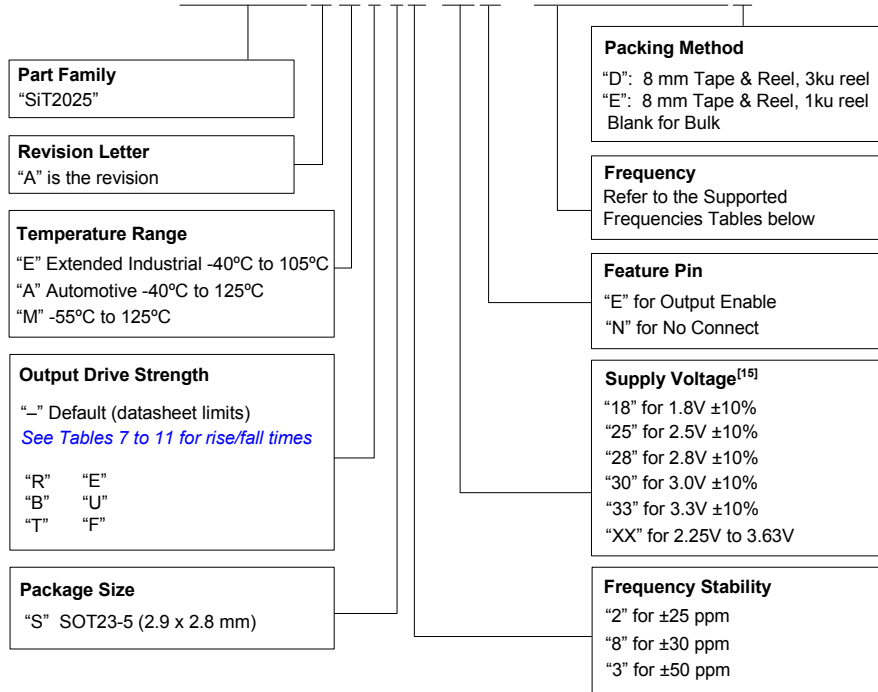 Part Family
"SiT2025"
Revision Letter
"A" is the revision
Temperature Range
"E" Extended Industrial -40ºC to 105ºC
"A" Automotive -40ºC to 125ºC
"M" -55ºC to 125ºC
Output Drive Strength
"–" Default (datasheet limits)
See Tables 7 to 11 for rise/fall times
"R" "E"
"B" "U"
"T" "F"
Package Size
"S" SOT23-5 (2.9 x 2.8 mm)
Packing Method
"D": 8 mm Tape & Reel, 3ku reel
"E": 8 mm Tape & Reel, 1ku reel
Blank for Bulk
Frequency
Refer to the Supported
Frequencies Tables below
Feature Pin
"E" for Output Enable
"N" for No Connect
Supply Voltage[15]
"18" for 1.8V ±10%
"25" for 2.5V ±10%
"28" for 2.8V ±10%
"30" for 3.0V ±10%
"33" for 3.3V ±10%
"XX" for 2.25V to 3.63V
Frequency Stability
"2" for ±25 ppm
"8" for ±30 ppm
"3" for ±50 ppm